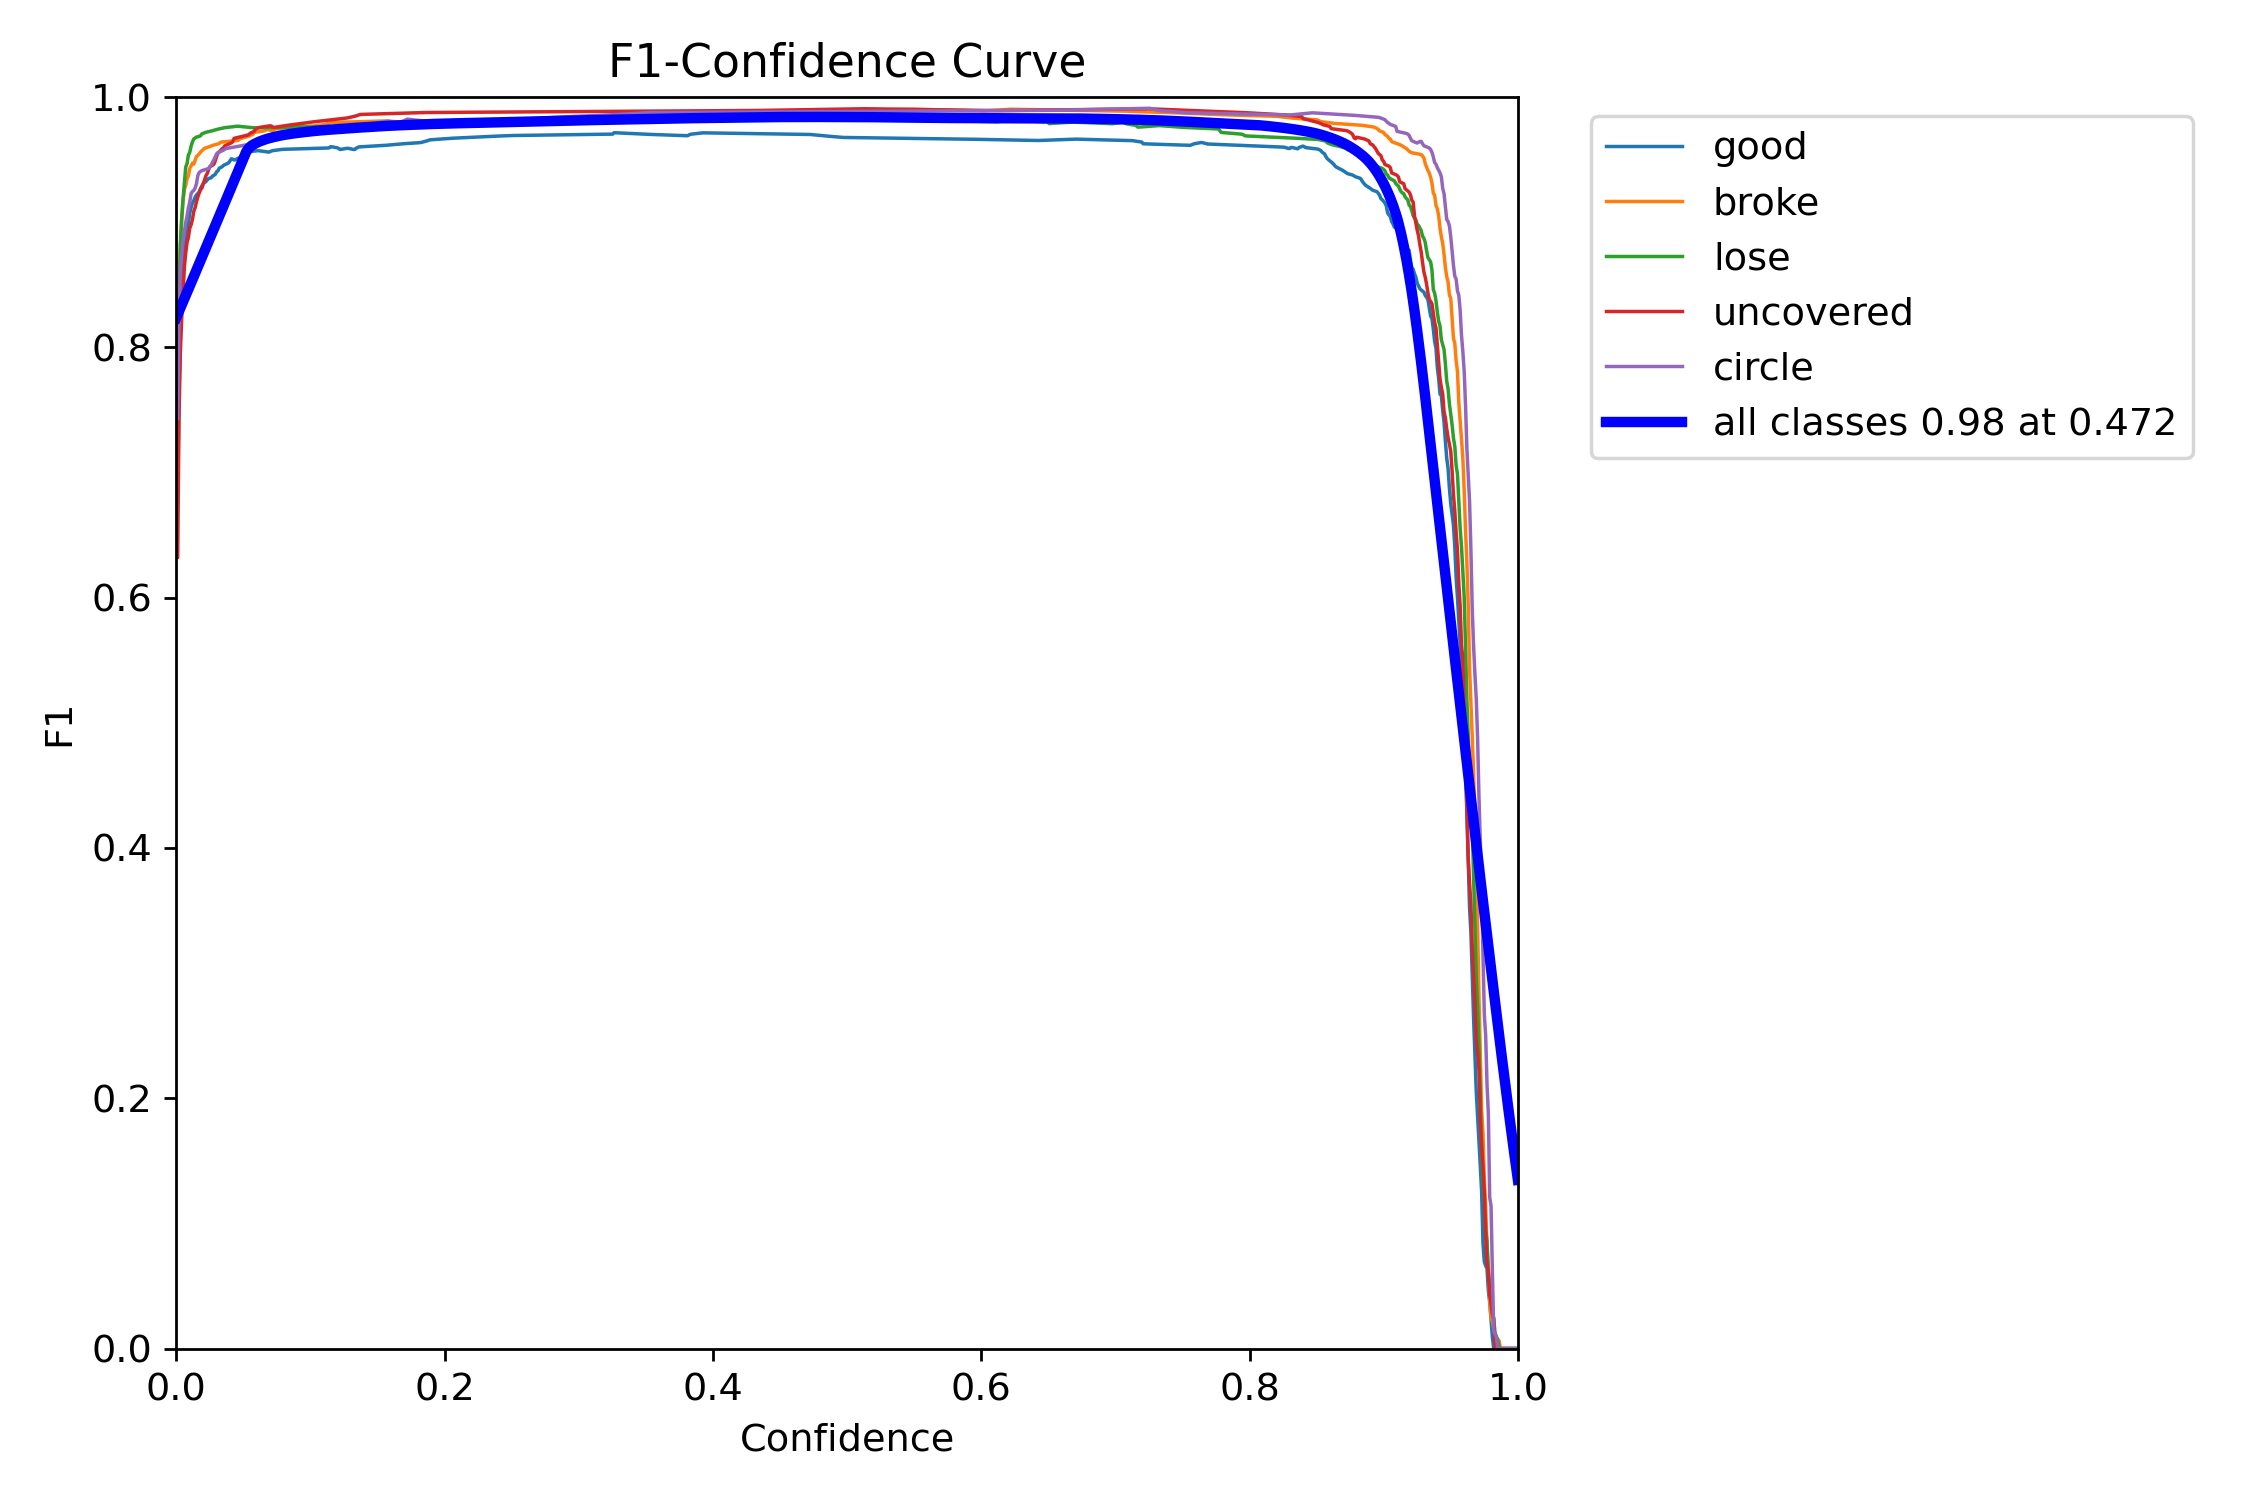 F1-Confidence Curve
1.0
0.8
0.6
0.4
0.2
0.0
F1
0.0 0.2 0.4 0.6 0.8 1.0
Confidence
good
broke
lose
uncovered
circle
all classes 0.98 at 0.472